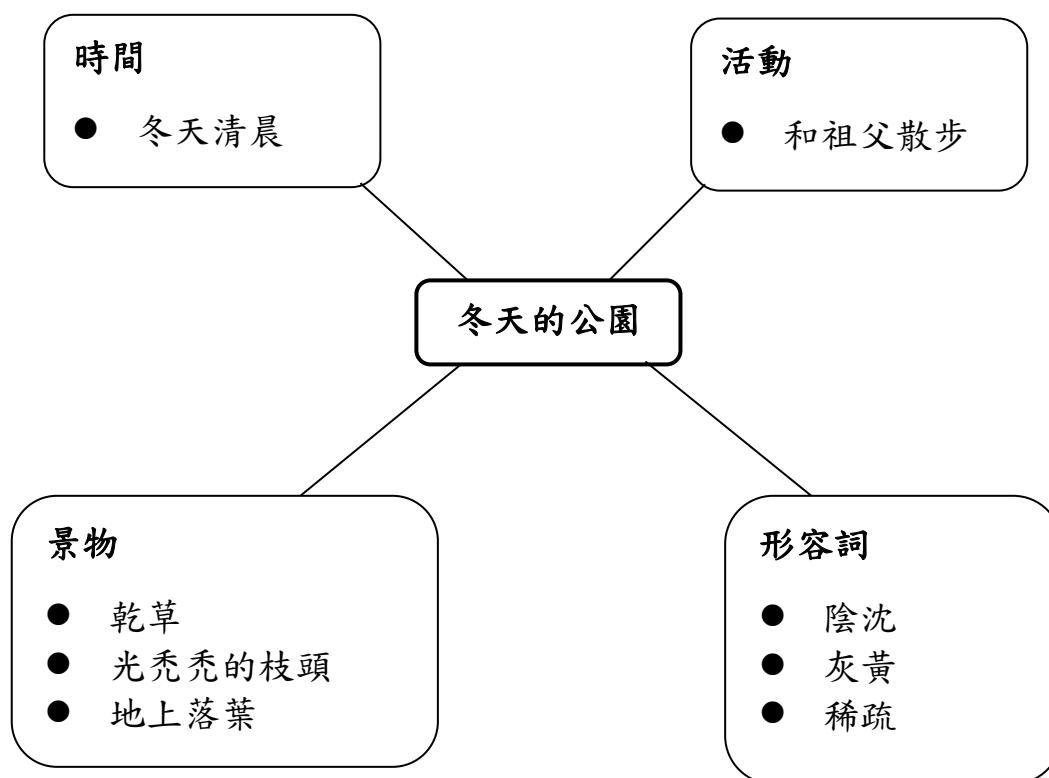 時間
● 冬天清晨
活動
● 和祖父散步
冬天的公園
景物
● 乾草
● 光禿禿的枝頭
● 地上落葉
形容詞
● 陰沈
● 灰黃
● 稀疏